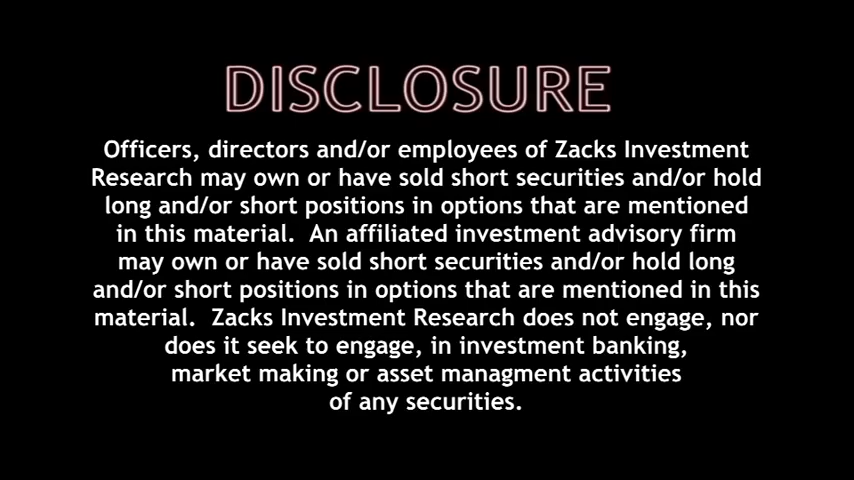 DISCLOSURE
Officers, directors and/or employees of Zacks Investment
Research may own or have sold short securities and/or hold
long and/or short positions in options that are mentioned
in this material.  An affiliated investment advisory firm
may own or have sold short securities and/or hold long
and/or short positions in options that are mentioned in this
material.  Zacks Investment Research does not engage, nor
does it seek to engage, in investment banking,
market making or asset managment activities
of any securities.